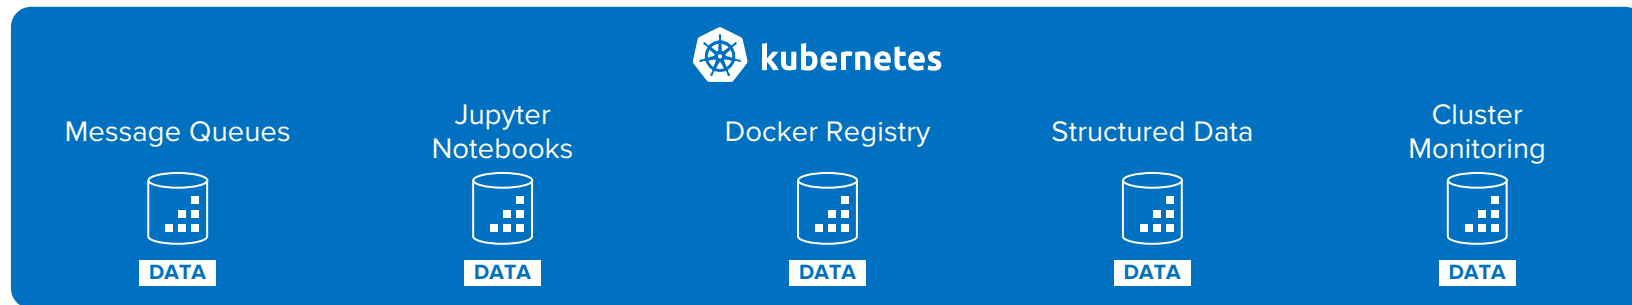 kubernetes
Message Queues
Jupyter
Notebooks
Docker Registry
Structured Data
Cluster
Monitoring
DATA
DATA
DATA
DATA
DATA